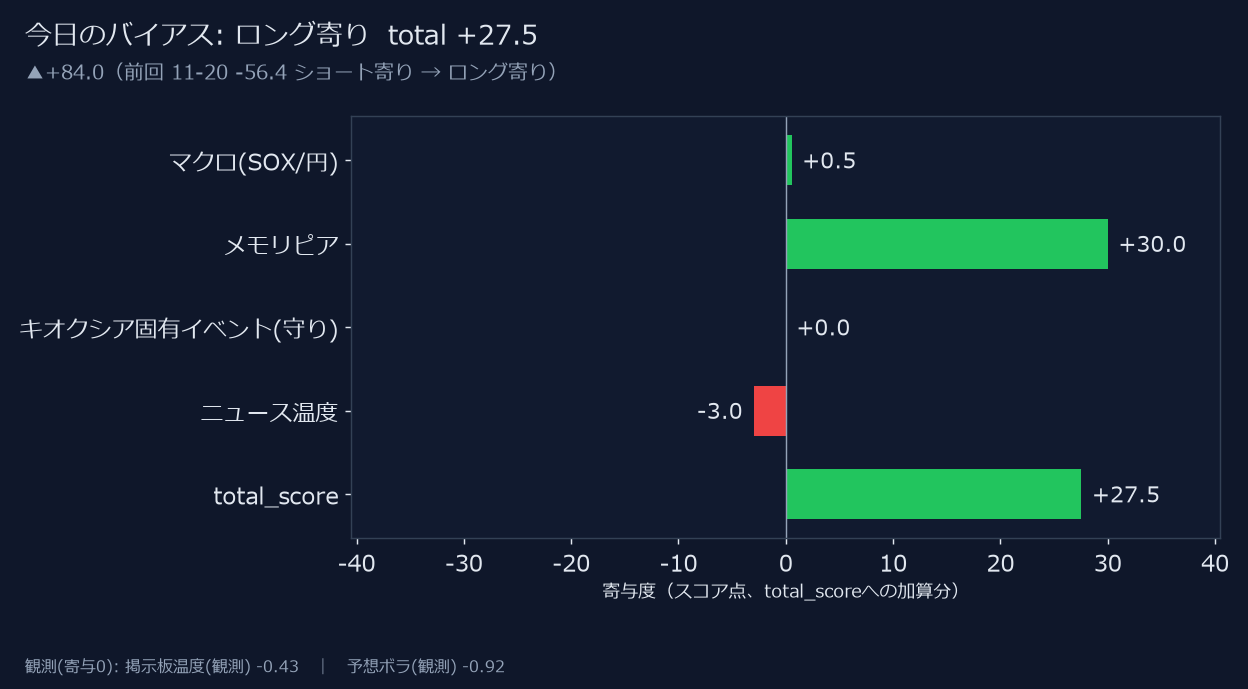 今日のバイアス: ロング寄り  total +27.5
▲+84.0（前回 11-20 -56.4 ショート寄り → ロング寄り）
マクロ(SOX/円)
+0.5
メモリピア
+30.0
キオクシア固有イベント(守り)
+0.0
ニュース温度
-3.0
total_score
+27.5
-40 -30 -20 -10 0 10 20 30 40
寄与度（スコア点、total_scoreへの加算分）
観測(寄与0): 掲示板温度(観測) -0.43 ｜ 予想ボラ(観測) -0.92